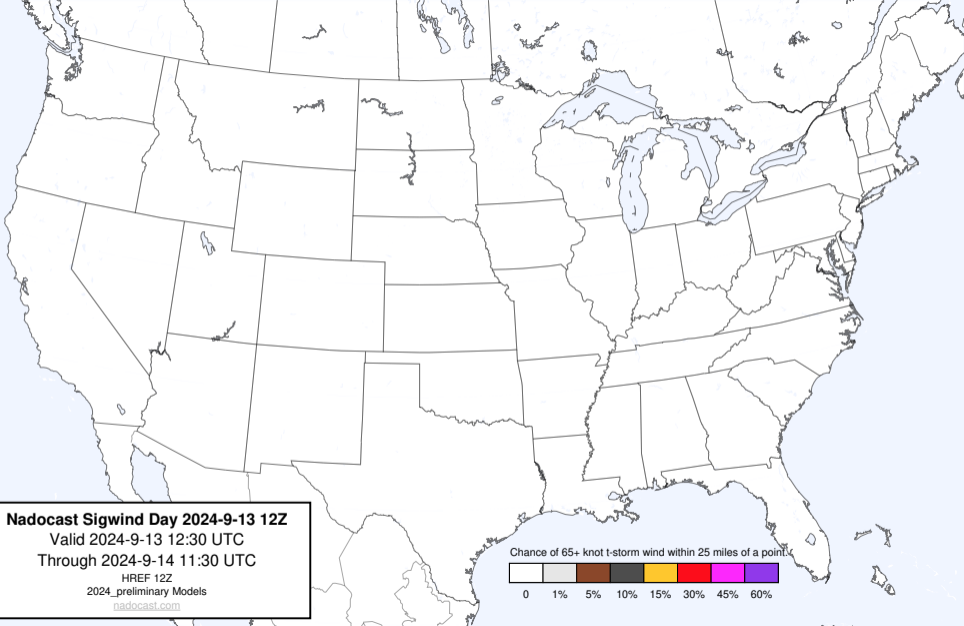 Nadocast Sigwind Day 2024-9-13 12Z
Valid 2024-9-13 12:30 UTC
Through 2024-9-14 11:30 UTC
HREF 12Z
2024_preliminary Models
nadocast.com
Chance of 65+ knot t-storm wind within 25 miles of a point.
0 1% 5% 10% 15% 30% 45% 60%